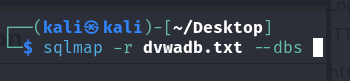 ┌──(kali㉿kali)-[~/Desktop]
└─$ sqlmap -r dvwadb.txt --dbs